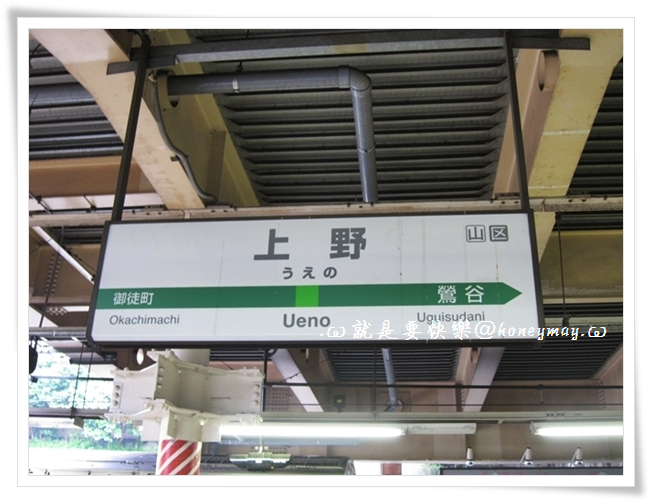 上野
山区
うえの
御徒町 鶯谷
Okachimachi Ueno Uguisudani
.ω 就是要快樂@honeymay.ω